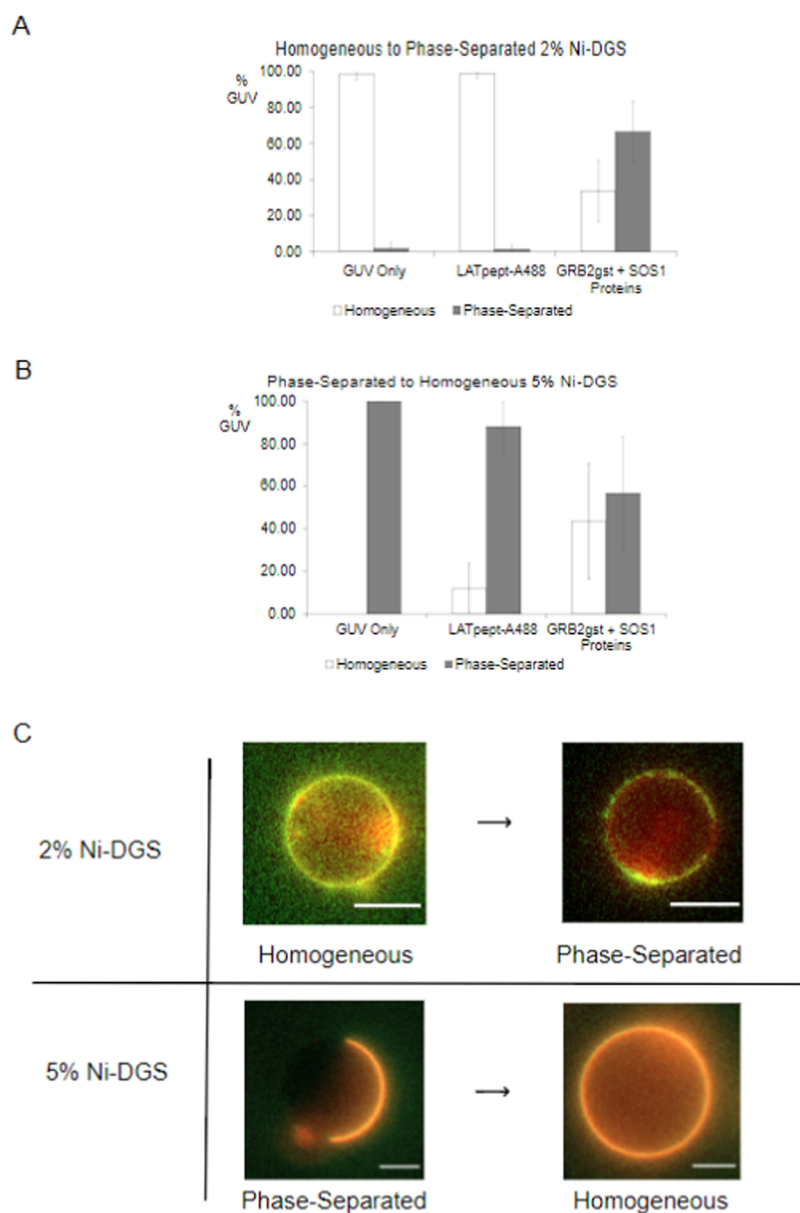 A
Homogeneous to Phase-Separated 2% Ni-DGS
%
GUV
100.00
80.00
60.00
40.00
20.00
0.00
GUV Only
LATpept-A488
GRB2gst + SOS1
Proteins
Homogeneous
Phase-Separated
B
Phase-Separated to Homogeneous 5% Ni-DGS
%
GUV
100.00
80.00
60.00
40.00
20.00
0.00
GUV Only
LATpept-A488
GRB2gst + SOS1
Proteins
Homogeneous
Phase-Separated
C
2% Ni-DGS
→
Homogeneous
Phase-Separated
5% Ni-DGS
→
Phase-Separated
Homogeneous